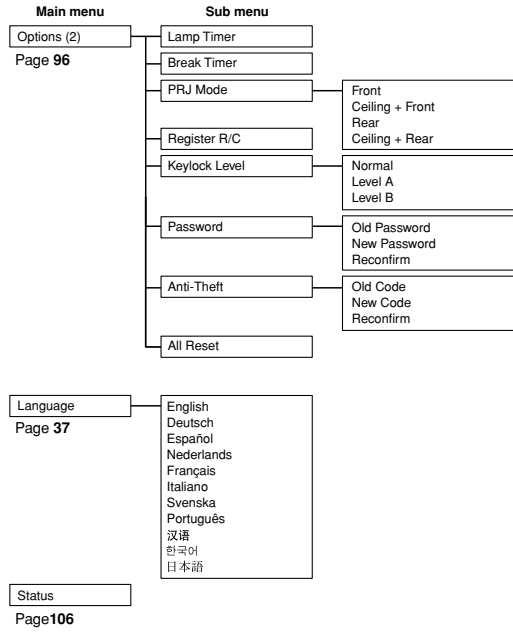 Main menu
Sub menu
Options (2)
Page 96
Lamp Timer
Break Timer
PRJ Mode
Front
Ceiling + Front
Rear
Ceiling + Rear
Register R/C
Keylock Level
Normal
Level A
Level B
Password
Old Password
New Password
Reconfirm
Anti-Theft
Old Code
New Code
Reconfirm
All Reset
Language
Page 37
English
Deutsch
Español
Nederlands
Français
Italiano
Svenska
Português
汉语
한국어
日本語
Status
Page106